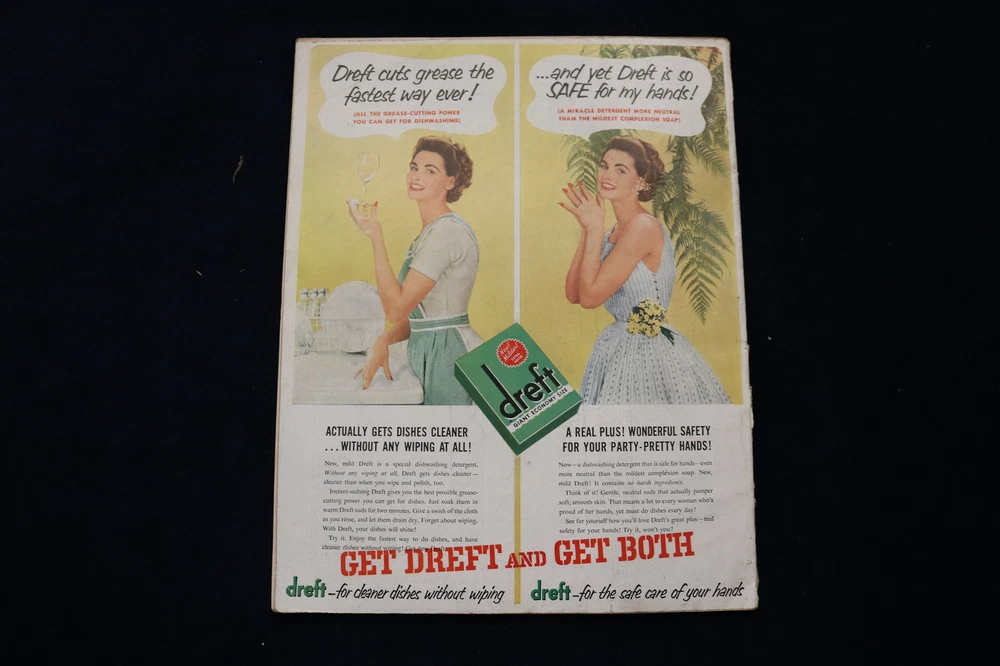 Dreft cuts grease the
fastest way ever!
(ALL THE GREASE-CUTTING POWER
YOU CAN GET FOR DISHWASHING)
...and yet Dreft is so
SAFE for my hands!
(A MIRACLE DETERGENT MORE NEUTRAL
THAN THE MILDEST COMPLEXION SOAP)
New!
Milder!
dreft
GIANT ECONOMY SIZE
ACTUALLY GETS DISHES CLEANER
...WITHOUT ANY WIPING AT ALL!
New, mild Dreft is a special dishwashing detergent.
Without any wiping at all, Dreft gets dishes cleaner—
cleaner than when you wipe and polish, too.
Instant-sudsing Dreft gives you the best possible grease-
cutting power you can get for dishes. Just soak them in
warm Dreft suds for two minutes. Give a swish of the cloth
as you rinse, and let them drain dry. Forget about wiping.
With Dreft, your dishes will shine!
Try it. Enjoy the fastest way to do dishes, and have
cleaner dishes without wiping! Get new Dreft
A REAL PLUS! WONDERFUL SAFETY
FOR YOUR PARTY-PRETTY HANDS!
Now—a dishwashing detergent that is safe for hands—even
more neutral than the mildest complexion soap. New,
mild Dreft! It contains no harsh ingredients.
Think of it! Gentle, neutral suds that actually pamper
soft, smooth skin. That means a lot to every woman who's
proud of her hands, yet must do dishes every day!
See for yourself how you'll love Dreft's great plus—real
safety for your hands! Try it, won't you?
GET DREFT AND GET BOTH
dreft—for cleaner dishes without wiping
dreft—for the safe care of your hands